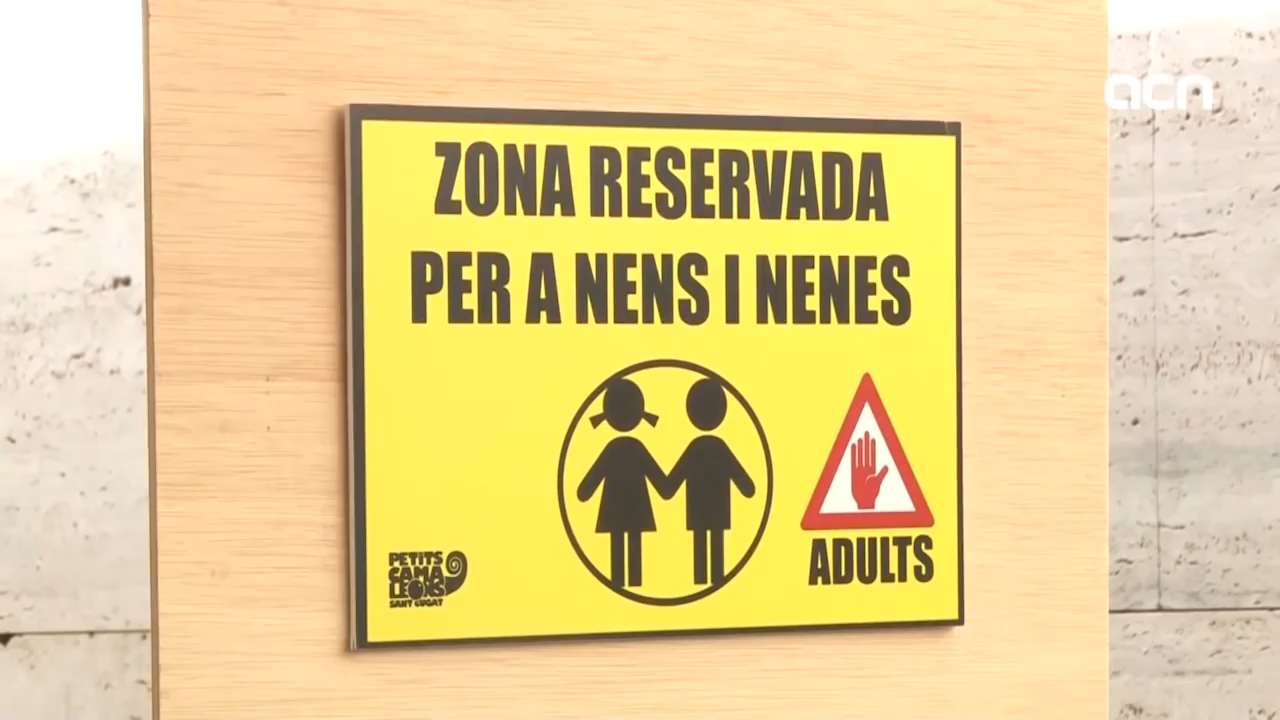 acn
ZONA RESERVADA
PER A NENS I NENES
ADULTS
PETITS
CAMA
LEONS
SANT CUGAT